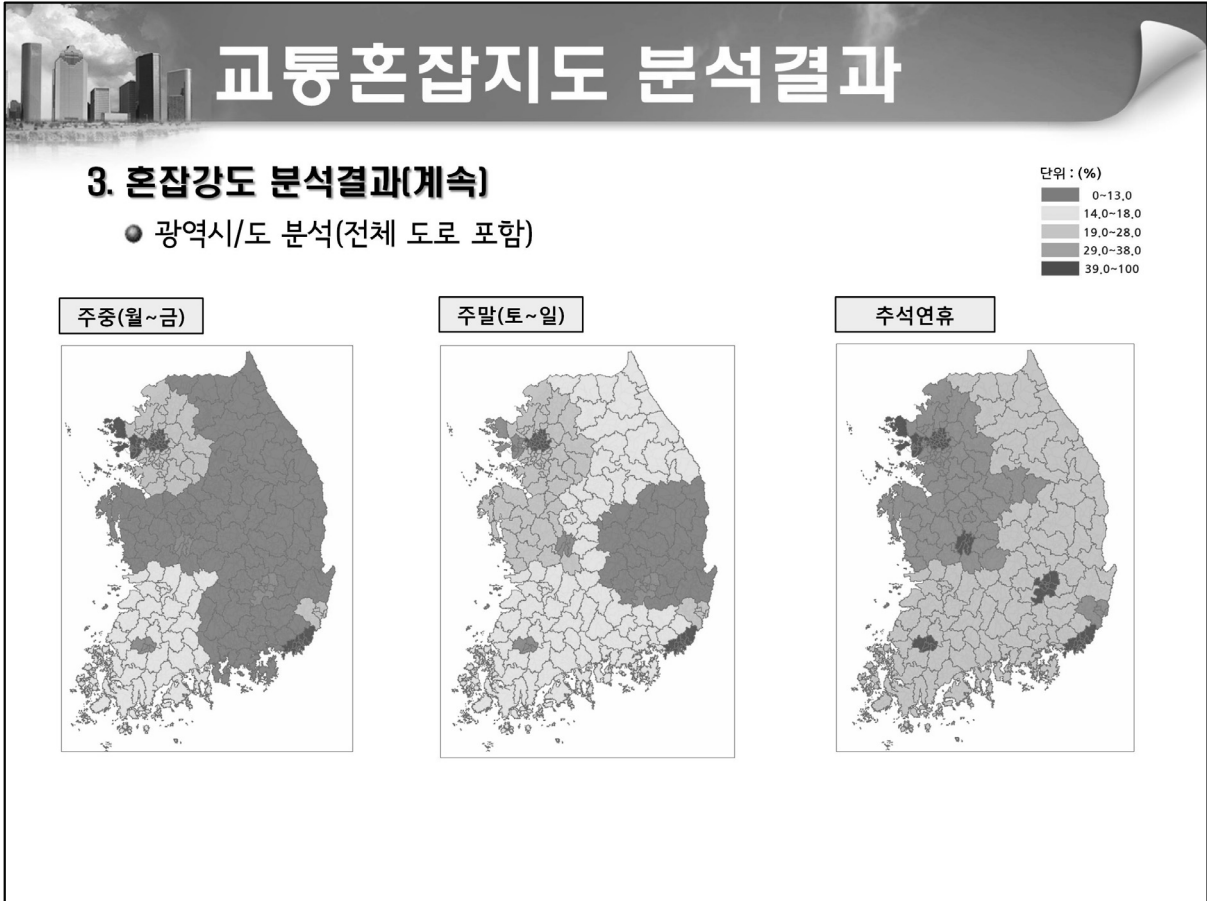 교통혼잡지도 분석결과
3. 혼잡강도 분석결과(계속)
광역시/도 분석(전체 도로 포함)
단위 : (%)
0~13.0
14.0~18.0
19.0~28.0
29.0~38.0
39.0~100
주중(월~금)
주말(토~일)
추석연휴